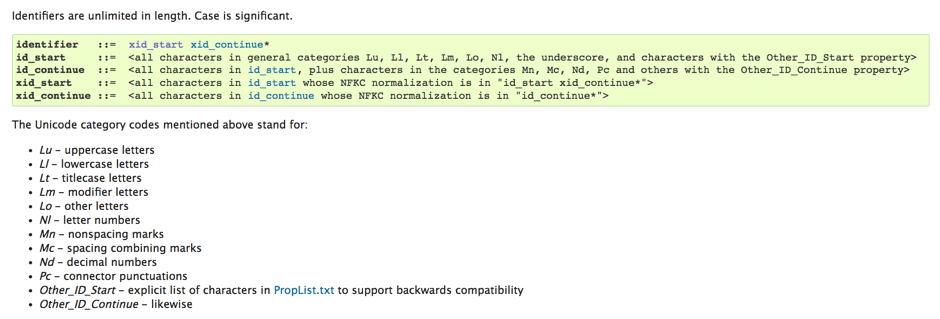 Identifiers are unlimited in length. Case is significant.
identifier   ::=  xid_start xid_continue*
id_start     ::=  <all characters in general categories Lu, Ll, Lt, Lm, Lo, Nl, the underscore, and characters with the Other_ID_Start property>
id_continue  ::=  <all characters in id_start, plus characters in the categories Mn, Mc, Nd, Pc and others with the Other_ID_Continue property>
xid_start    ::=  <all characters in id_start whose NFKC normalization is in "id_start xid_continue*">
xid_continue ::=  <all characters in id_continue whose NFKC normalization is in "id_continue*">
The Unicode category codes mentioned above stand for:
• Lu – uppercase letters
• Ll – lowercase letters
• Lt – titlecase letters
• Lm – modifier letters
• Lo – other letters
• Nl – letter numbers
• Mn – nonspacing marks
• Mc – spacing combining marks
• Nd – decimal numbers
• Pc – connector punctuations
• Other_ID_Start – explicit list of characters in PropList.txt to support backwards compatibility
• Other_ID_Continue – likewise